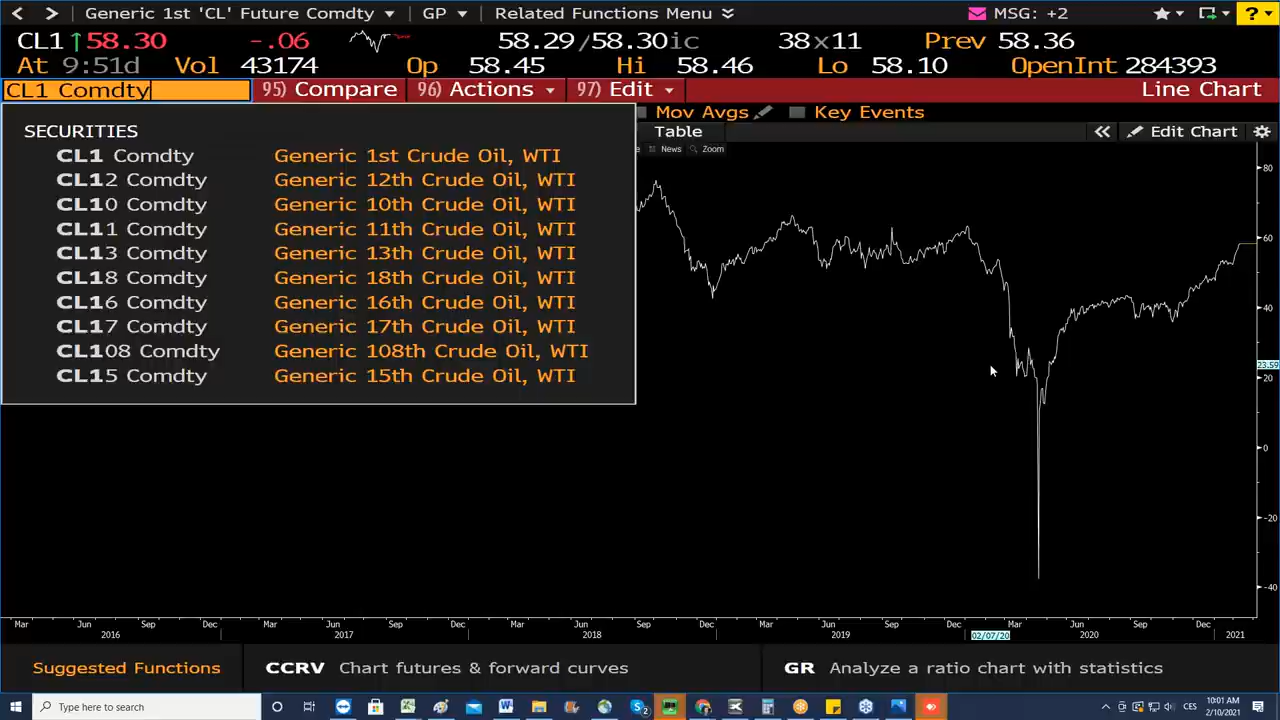 Generic 1st 'CL' Future Comdty GP Related Functions Menu MSG: +2 ?
CL1 ↑58.30 -.06 58.29/58.30ic 38x11 Prev 58.36
At 9:51d Vol 43174 Op 58.45 Hi 58.46 Lo 58.10 OpenInt 284393
CL1 Comdty 95) Compare 96) Actions 97) Edit Line Chart
Mov Avgs Key Events
SECURITIES
Table « Edit Chart
News Zoom
CL1 Comdty Generic 1st Crude Oil, WTI
CL12 Comdty Generic 12th Crude Oil, WTI
CL10 Comdty Generic 10th Crude Oil, WTI
CL11 Comdty Generic 11th Crude Oil, WTI
CL13 Comdty Generic 13th Crude Oil, WTI
CL18 Comdty Generic 18th Crude Oil, WTI
CL16 Comdty Generic 16th Crude Oil, WTI
CL17 Comdty Generic 17th Crude Oil, WTI
CL108 Comdty Generic 108th Crude Oil, WTI
CL15 Comdty Generic 15th Crude Oil, WTI
80
60
40
23.59
20
0
-20
-40
Mar Jun Sep Dec Mar Jun Sep Dec Mar Jun Sep Dec Mar Jun Sep Dec Mar Jun Sep Dec
2016 2017 2018 2019 02/07/20 2020 2021
Suggested Functions CCRV Chart futures & forward curves GR Analyze a ratio chart with statistics
Type here to search
CES
10:01 AM
2/10/2021